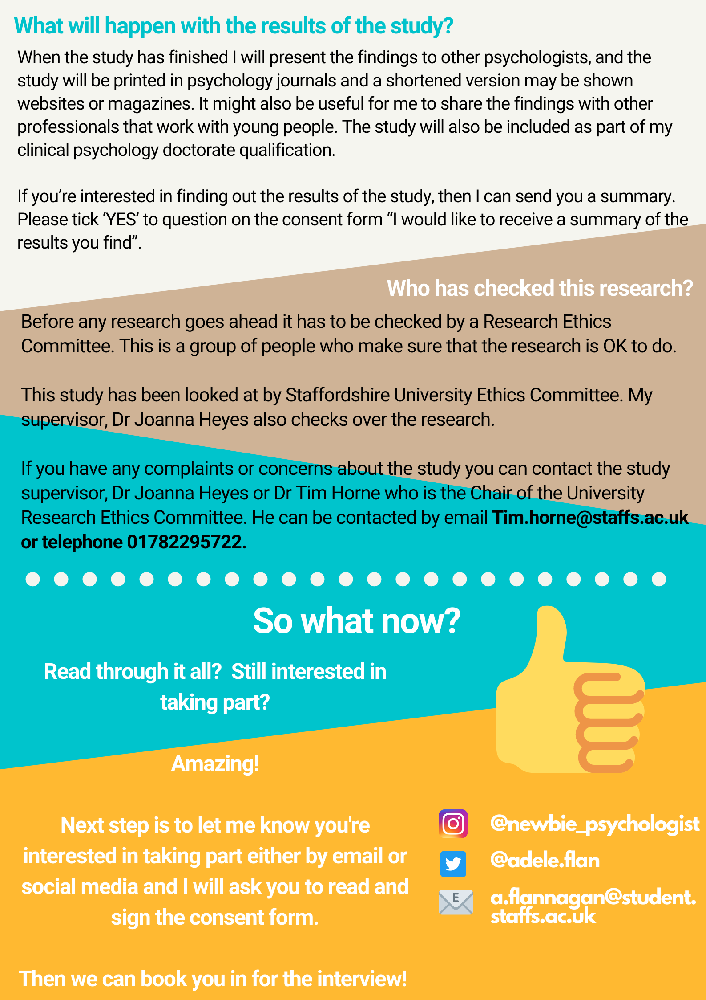 What will happen with the results of the study?
When the study has finished I will present the findings to other psychologists, and the
study will be printed in psychology journals and a shortened version may be shown
websites or magazines. It might also be useful for me to share the findings with other
professionals that work with young people. The study will also be included as part of my
clinical psychology doctorate qualification.
If you’re interested in finding out the results of the study, then I can send you a summary.
Please tick ‘YES’ to question on the consent form “I would like to receive a summary of the
results you find”.
Who has checked this research?
Before any research goes ahead it has to be checked by a Research Ethics
Committee. This is a group of people who make sure that the research is OK to do.
This study has been looked at by Staffordshire University Ethics Committee. My
supervisor, Dr Joanna Heyes also checks over the research.
If you have any complaints or concerns about the study you can contact the study
supervisor, Dr Joanna Heyes or Dr Tim Horne who is the Chair of the University
Research Ethics Committee. He can be contacted by email Tim.horne@staffs.ac.uk
or telephone 01782295722.
So what now?
Read through it all?  Still interested in
taking part?
Amazing!
Next step is to let me know you're
interested in taking part either by email or
social media and I will ask you to read and
sign the consent form.
Then we can book you in for the interview!
@newbie_psychologist
@adele.flan
E
a.flannagan@student.
staffs.ac.uk